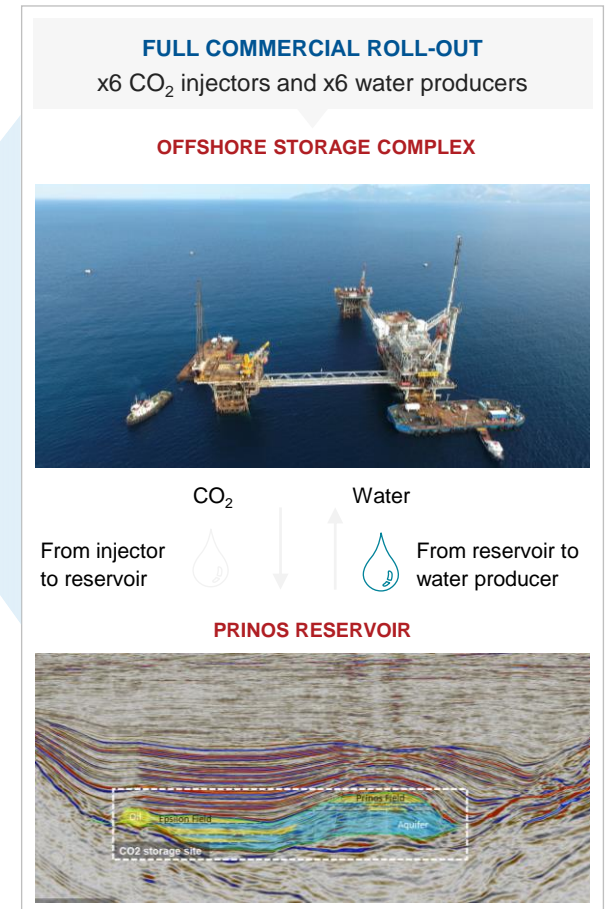 FULL COMMERCIAL ROLL-OUT
x6 CO₂ injectors and x6 water producers
OFFSHORE STORAGE COMPLEX
CO₂
Water
From injector
to reservoir
From reservoir to
water producer
PRINOS RESERVOIR
Prinos Field
Oil
Epsilon Field
Aquifer
CO2 storage site